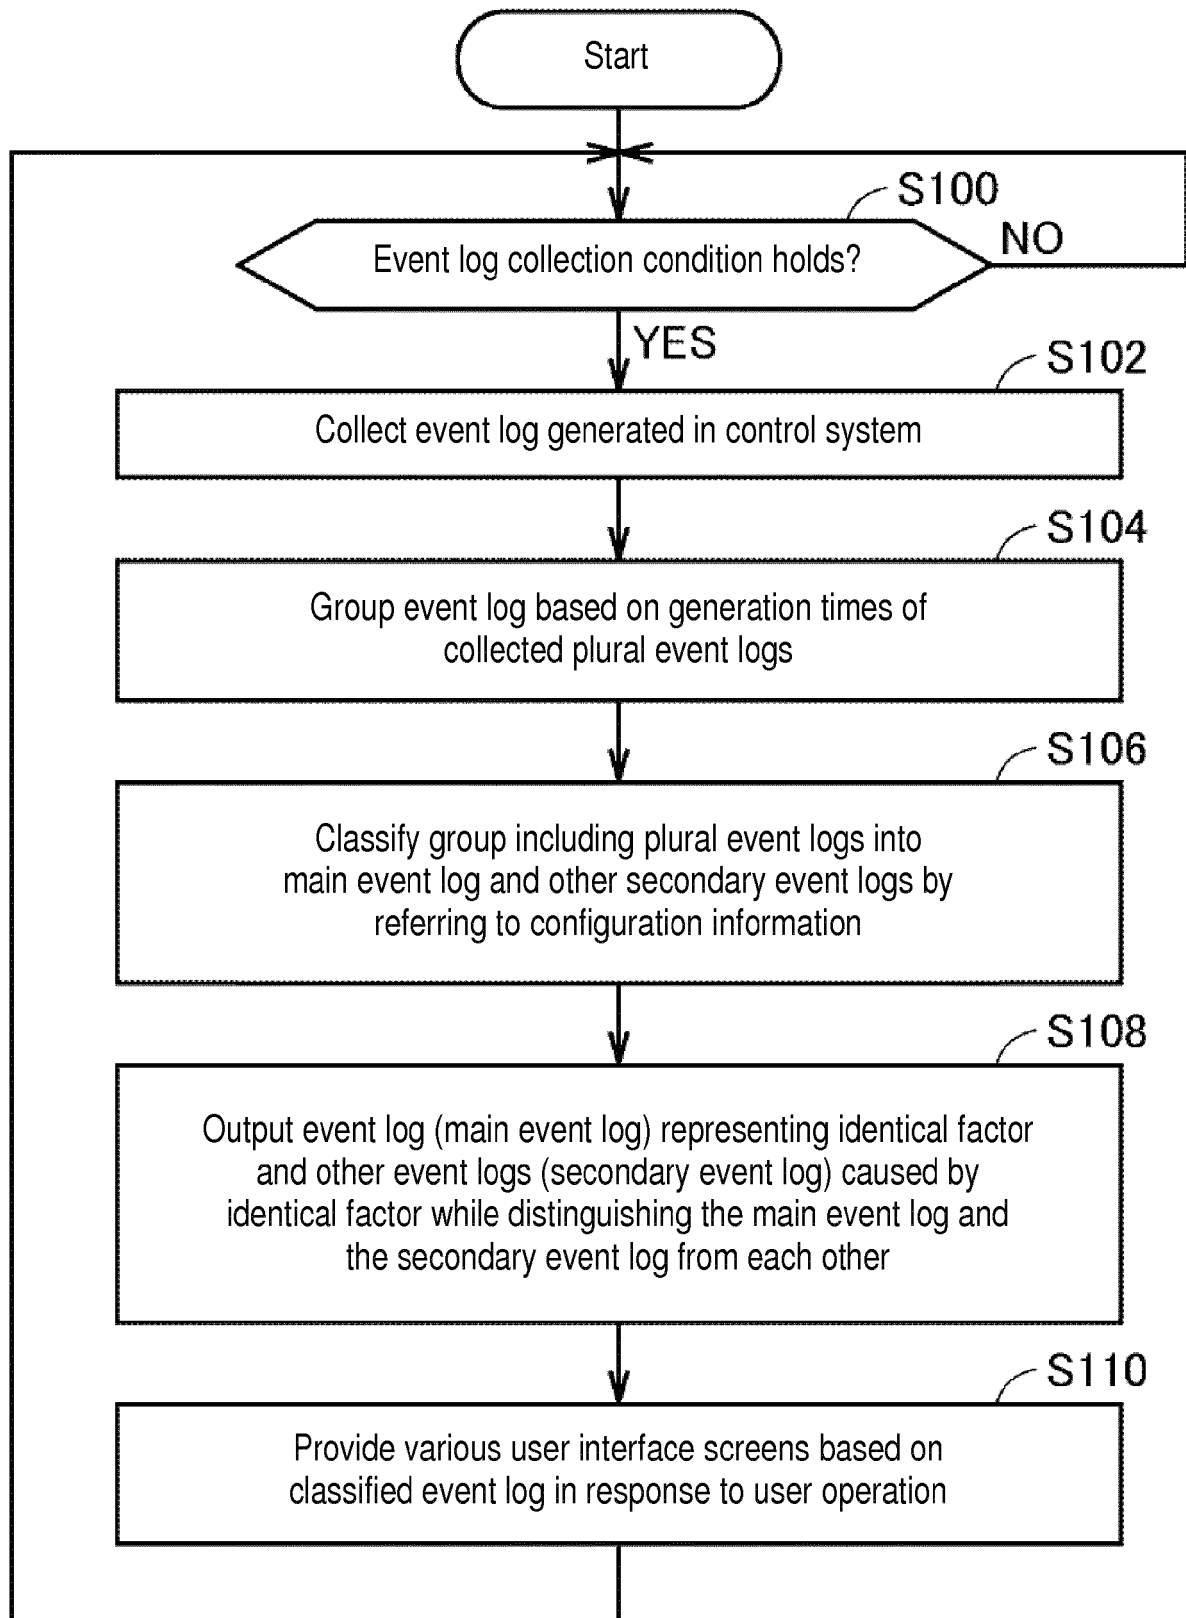 Start
S100
Event log collection condition holds?
NO
YES
S102
Collect event log generated in control system
S104
Group event log based on generation times of
collected plural event logs
S106
Classify group including plural event logs into
main event log and other secondary event logs by
referring to configuration information
S108
Output event log (main event log) representing identical factor
and other event logs (secondary event log) caused by
identical factor while distinguishing the main event log and
the secondary event log from each other
S110
Provide various user interface screens based on
classified event log in response to user operation